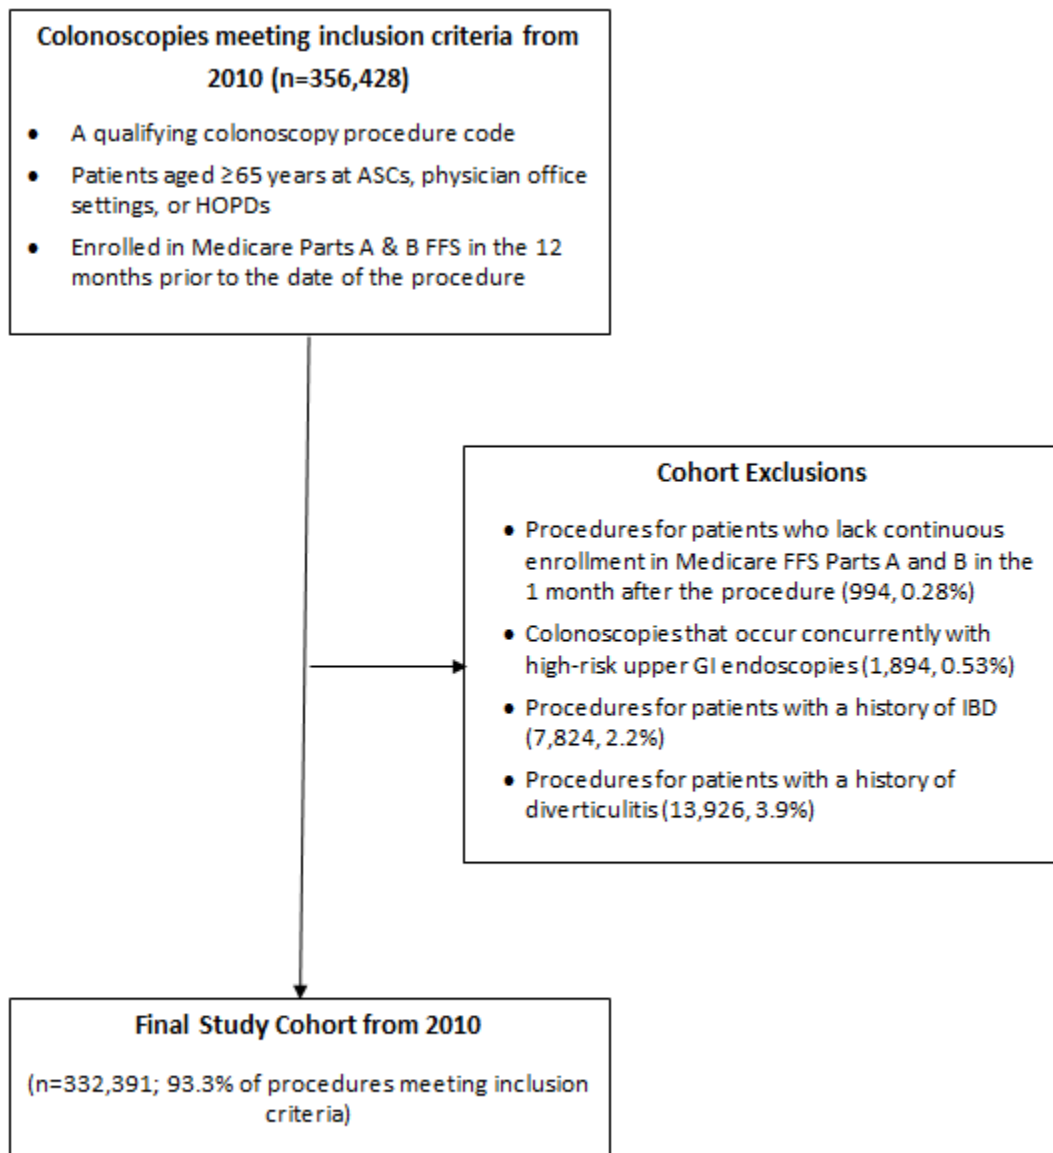 Colonoscopies meeting inclusion criteria from
2010 (n=356,428)
• A qualifying colonoscopy procedure code
• Patients aged ≥65 years at ASCs, physician office
settings, or HOPDs
• Enrolled in Medicare Parts A & B FFS in the 12
months prior to the date of the procedure
Cohort Exclusions
• Procedures for patients who lack continuous
enrollment in Medicare FFS Parts A and B in the
1 month after the procedure (994, 0.28%)
• Colonoscopies that occur concurrently with
high-risk upper GI endoscopies (1,894, 0.53%)
• Procedures for patients with a history of IBD
(7,824, 2.2%)
• Procedures for patients with a history of
diverticulitis (13,926, 3.9%)
Final Study Cohort from 2010
(n=332,391; 93.3% of procedures meeting inclusion
criteria)